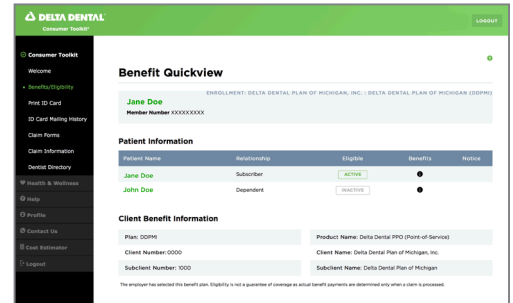 DELTA DENTAL
Consumer Toolkit®
LOGOUT
Consumer Toolkit
Welcome
Benefits/Eligibility
Print ID Card
ID Card Mailing History
Claim Forms
Claim Information
Dentist Directory
Health & Wellness
Help
Profile
Contact Us
Cost Estimator
Logout
Benefit Quickview
ENROLLMENT: DELTA DENTAL PLAN OF MICHIGAN, INC. : DELTA DENTAL PLAN OF MICHIGAN (DDPMI)
Jane Doe
Member Number XXXXXXXXX
Patient Information
Patient Name Relationship Eligible Benefits Notice
Jane Doe Subscriber ACTIVE
John Doe Dependent INACTIVE
Client Benefit Information
Plan: DDPMI Product Name: Delta Dental PPO (Point-of-Service)
Client Number: 0000 Client Name: Delta Dental Plan of Michigan, Inc.
Subclient Number: 1000 Subclient Name: Delta Dental Plan of Michigan
The employer has selected this benefit plan. Eligibility is not a guarantee of coverage as actual benefit payments are determined only when a claim is processed.